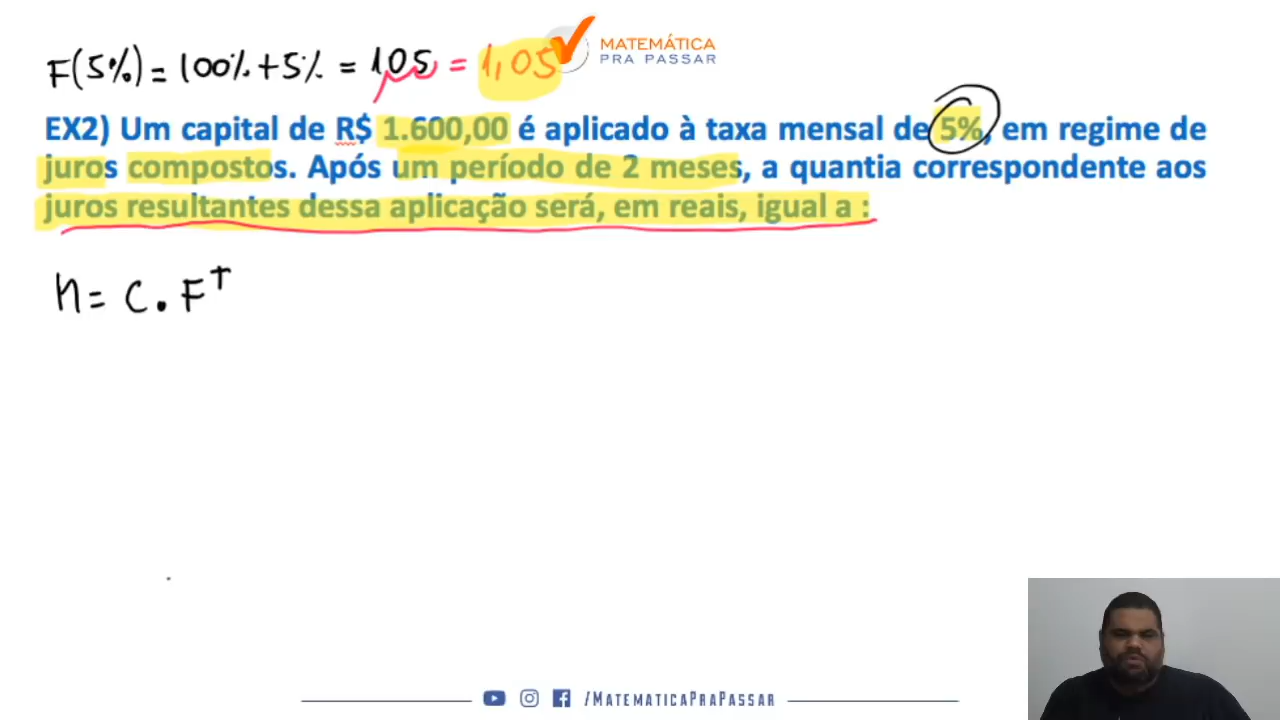 F(5%) = 100% + 5% = 105 = 1,05
MATEMÁTICA
PRA PASSAR
EX2) Um capital de R$ 1.600,00 é aplicado à taxa mensal de 5%, em regime de
juros compostos. Após um período de 2 meses, a quantia correspondente aos
juros resultantes dessa aplicação será, em reais, igual a :
M = C . F^T
/MATEMATICAPRAPASSAR